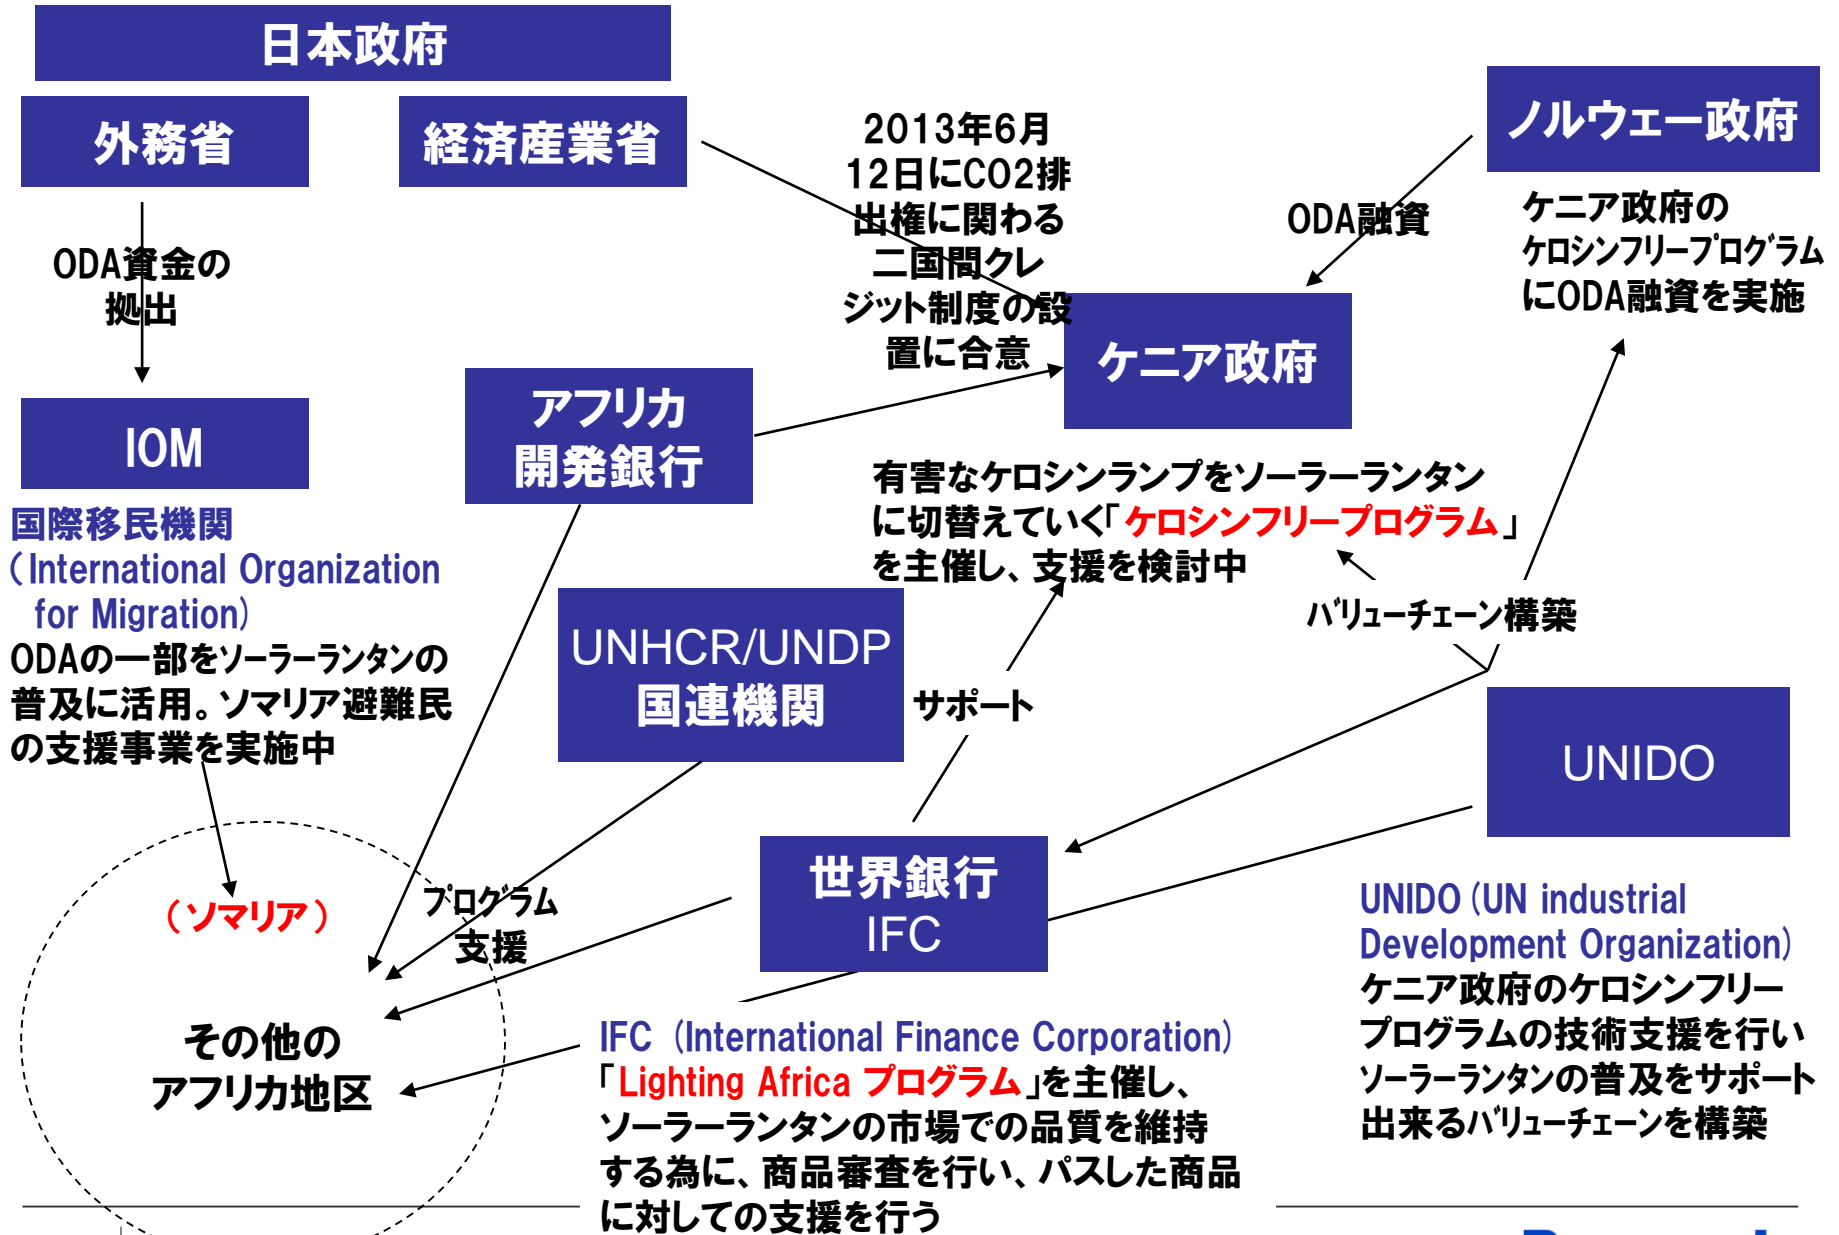 日本政府
外務省
経済産業省
2013年6月
12日にCO2排
出権に関わる
二国間クレ
ジット制度の設
置に合意
ノルウェー政府
ODA融資
ケニア政府の
ケロシンフリープログラム
にODA融資を実施
ODA資金の
拠出
ケニア政府
IOM
アフリカ
開発銀行
国際移民機関
(International Organization
for Migration)
ODAの一部をソーラーランタンの
普及に活用。ソマリア避難民
の支援事業を実施中
有害なケロシンランプをソーラーランタン
に切替えていく「ケロシンフリープログラム」
を主催し、支援を検討中
UNHCR/UNDP
国連機関
サポート
バリューチェーン構築
UNIDO
世界銀行
IFC
(ソマリア)
プログラム
支援
その他の
アフリカ地区
IFC (International Finance Corporation)
「Lighting Africa プログラム」を主催し、
ソーラーランタンの市場での品質を維持
する為に、商品審査を行い、パスした商品
に対しての支援を行う
UNIDO (UN industrial
Development Organization)
ケニア政府のケロシンフリー
プログラムの技術支援を行い
ソーラーランタンの普及をサポート
出来るバリューチェーンを構築